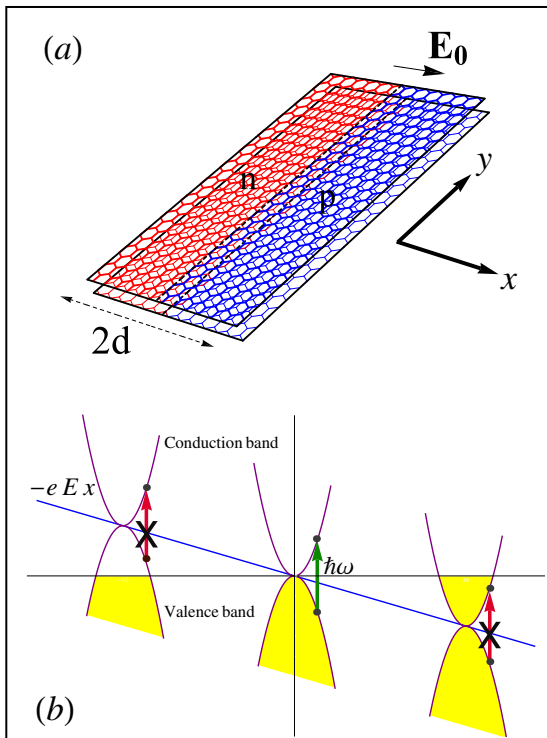 (a)
E₀
n
p
y
x
2d
Conduction band
−e E x
ħω
Valence band
X
X
(b)